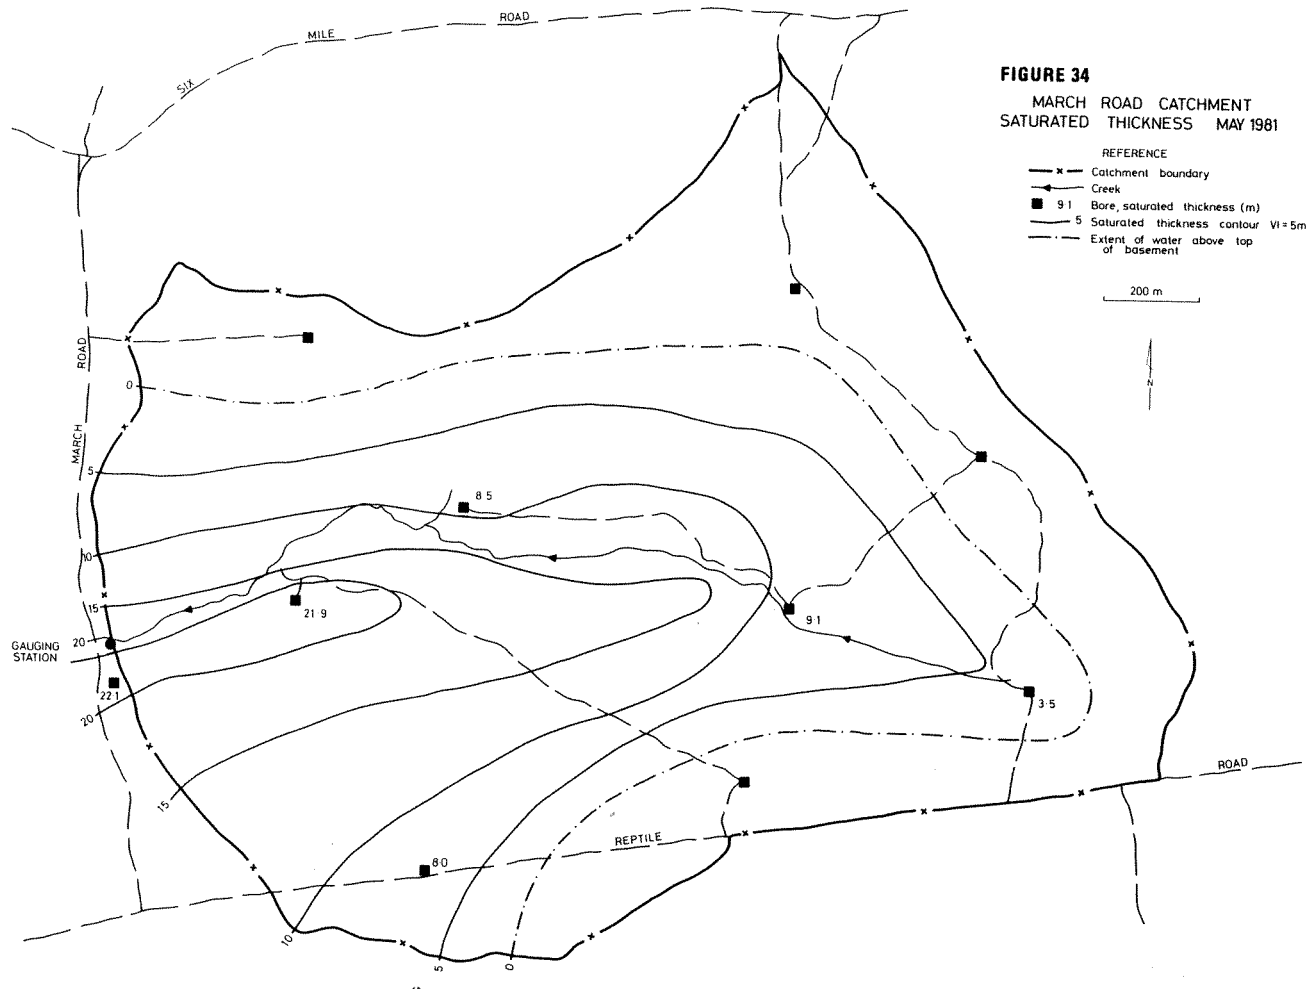 SIX MILE ROAD
FIGURE 34
MARCH ROAD CATCHMENT
SATURATED THICKNESS MAY 1981
REFERENCE
Catchment boundary
Creek
9·1 Bore, saturated thickness (m)
5 Saturated thickness contour VI = 5m
Extent of water above top
of basement
200 m
N
MARCH ROAD
0
5
10
15
20
GAUGING
STATION
8·5
21·9
9·1
22·1
3·5
20
15
8·0
REPTILE ROAD
10
5
0